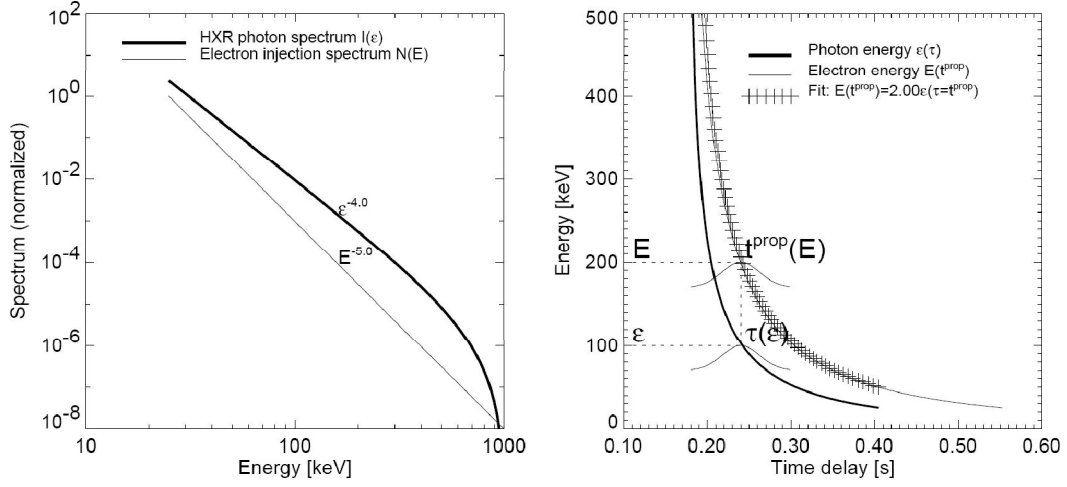 HXR photon spectrum I(ε)
Electron injection spectrum N(E)
10^2
10^0
10^-2
10^-4
10^-6
10^-8
Spectrum (normalized)
ε^-4.0
E^-5.0
10
100
1000
Energy [keV]
500
400
300
200
100
0
Energy [keV]
Photon energy ε(τ)
Electron energy E(t^prop)
Fit: E(t^prop)=2.00ε(τ=t^prop)
E
t^prop(E)
ε
τ(ε)
0.10
0.20
0.30
0.40
0.50
0.60
Time delay [s]